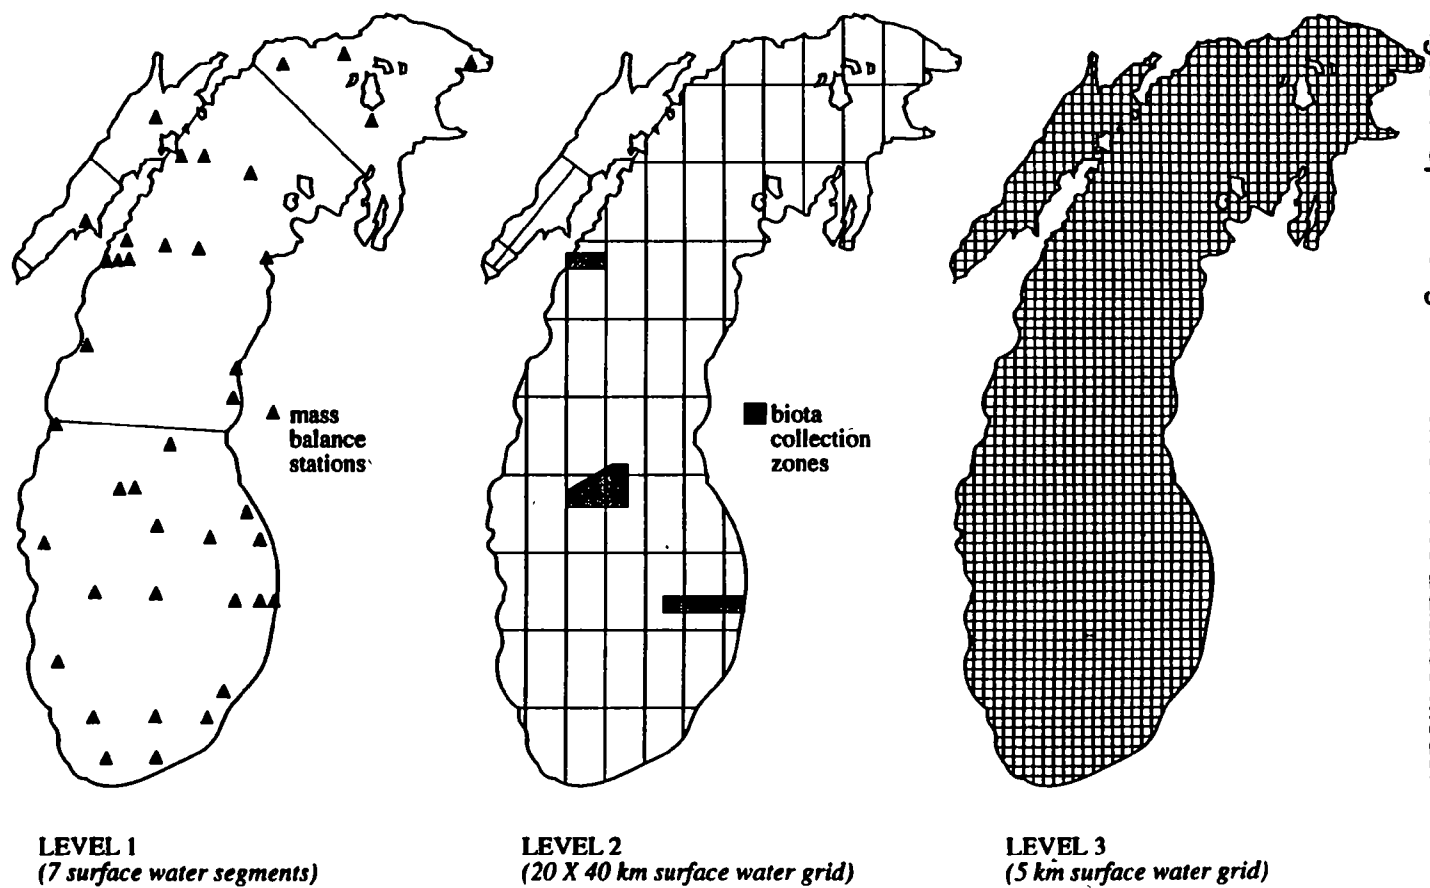 mass
balance
stations
biota
collection
zones
LEVEL 1
(7 surface water segments)
LEVEL 2
(20 X 40 km surface water grid)
LEVEL 3
(5 km surface water grid)